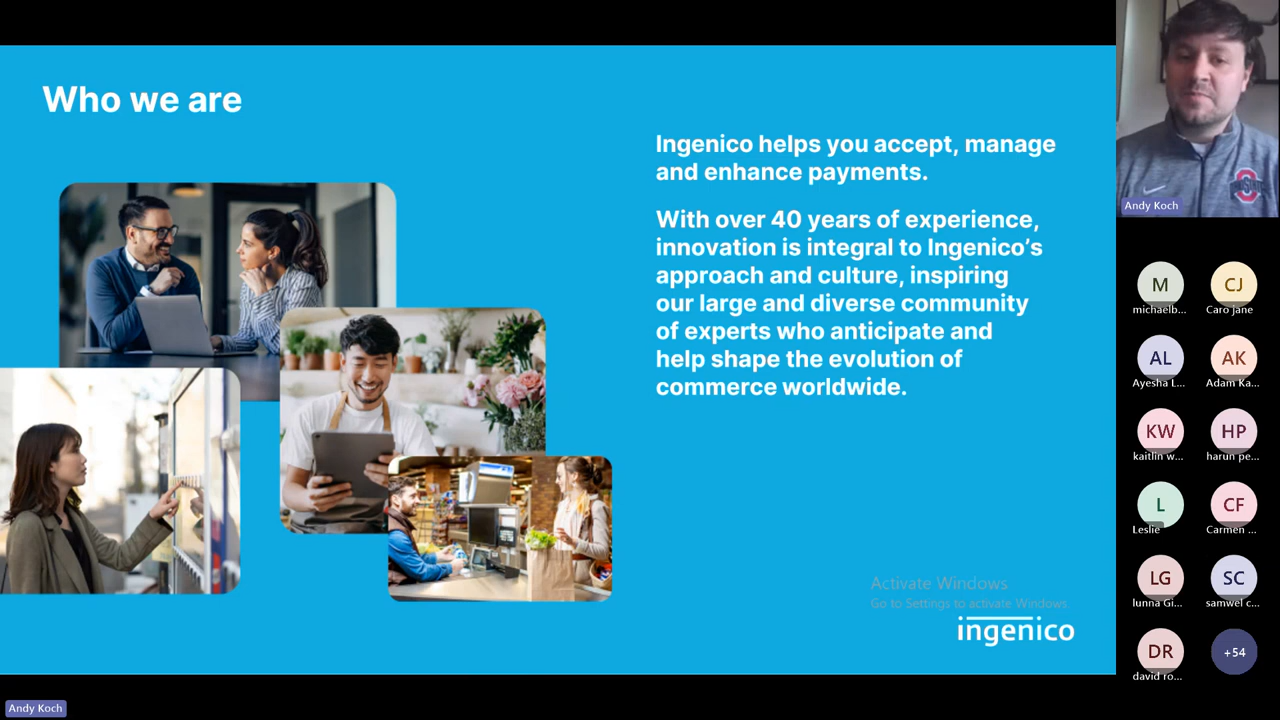 Who we are
Ingenico helps you accept, manage
and enhance payments.
With over 40 years of experience,
innovation is integral to Ingenico's
approach and culture, inspiring
our large and diverse community
of experts who anticipate and
help shape the evolution of
commerce worldwide.
Activate Windows
Go to Settings to activate Windows
ingenico
Andy Koch
Andy Koch
M
michaelb...
CJ
Caro Jane
AL
Ayesha L...
AK
Adam Ka...
KW
kaitlin w...
HP
harun pe...
L
Leslie
CF
Carmen ...
LG
lunna Gi...
SC
samwel c...
DR
david ro...
+54